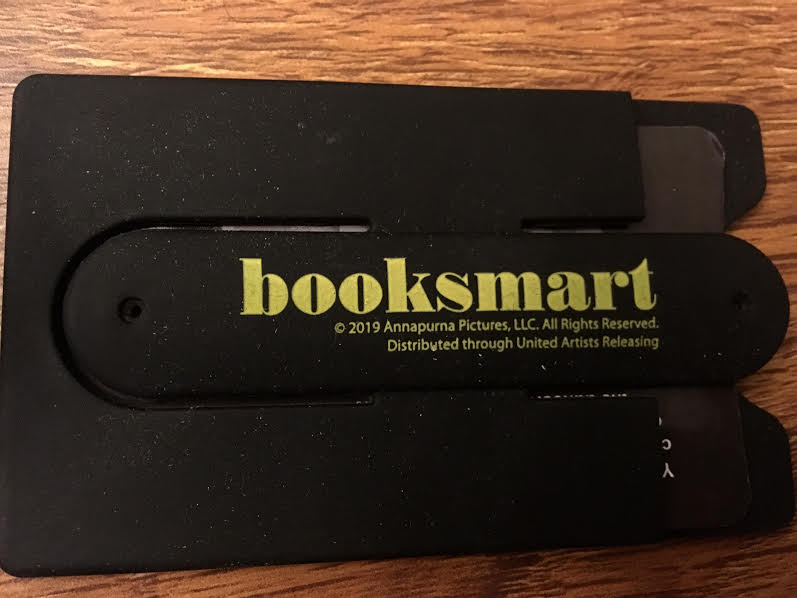 booksmart
© 2019 Annapurna Pictures, LLC. All Rights Reserved.
Distributed through United Artists Releasing